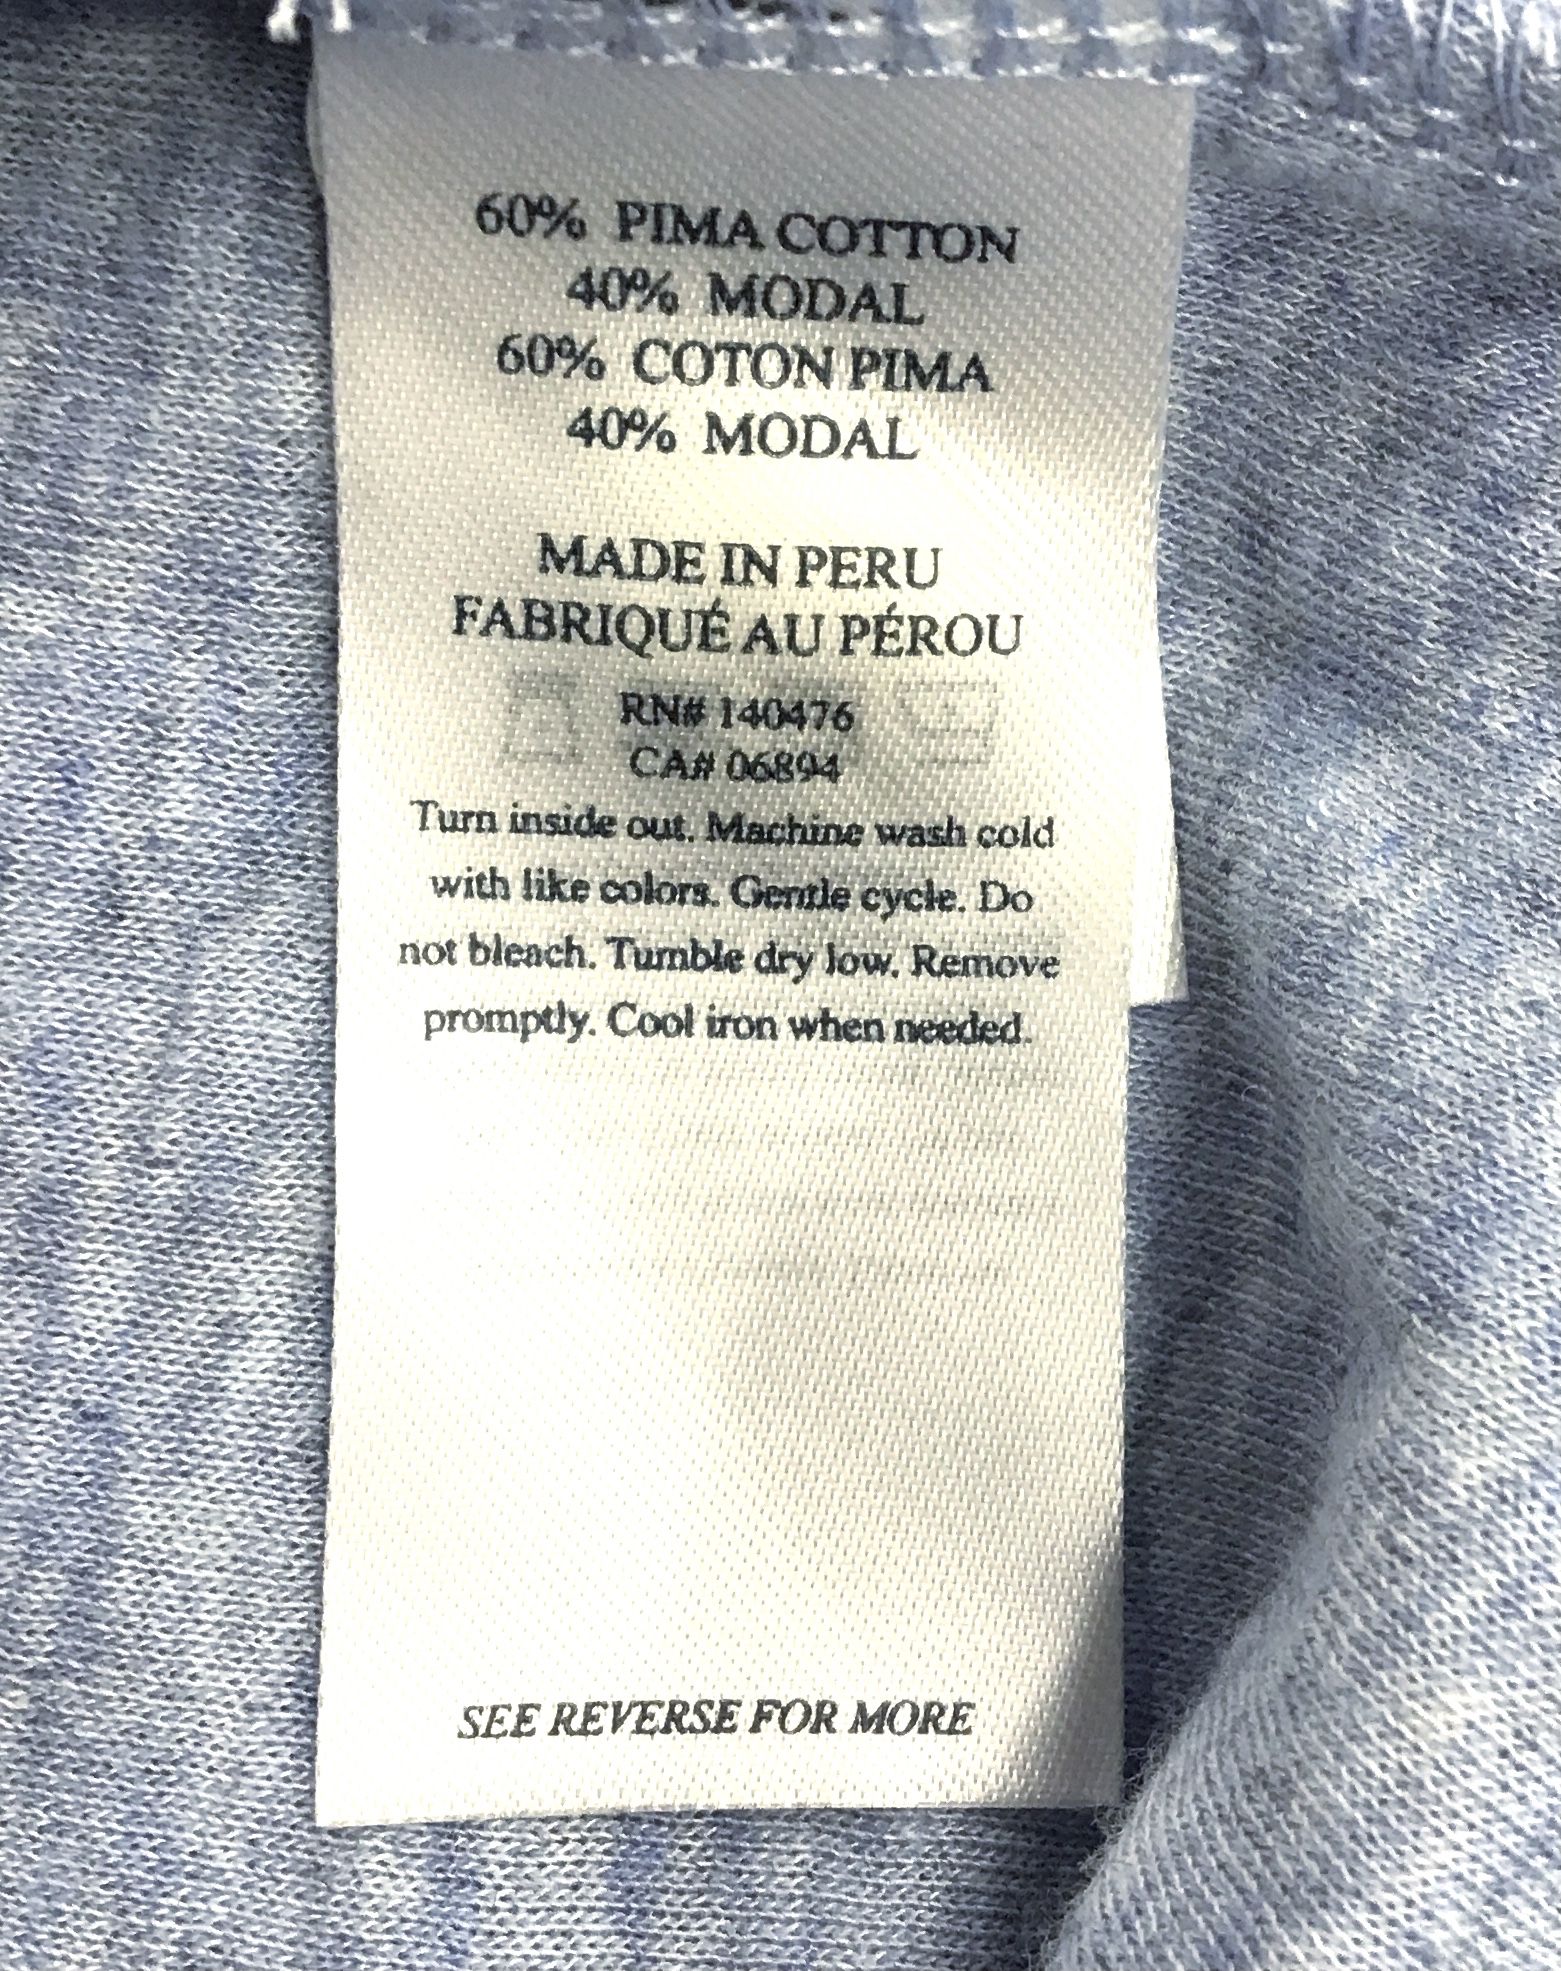 60% PIMA COTTON
40% MODAL
60% COTON PIMA
40% MODAL
MADE IN PERU
FABRIQUÉ AU PÉROU
RN# 140476
CA# 06894
Turn inside out. Machine wash cold
with like colors. Gentle cycle. Do
not bleach. Tumble dry low. Remove
promptly. Cool iron when needed.
SEE REVERSE FOR MORE